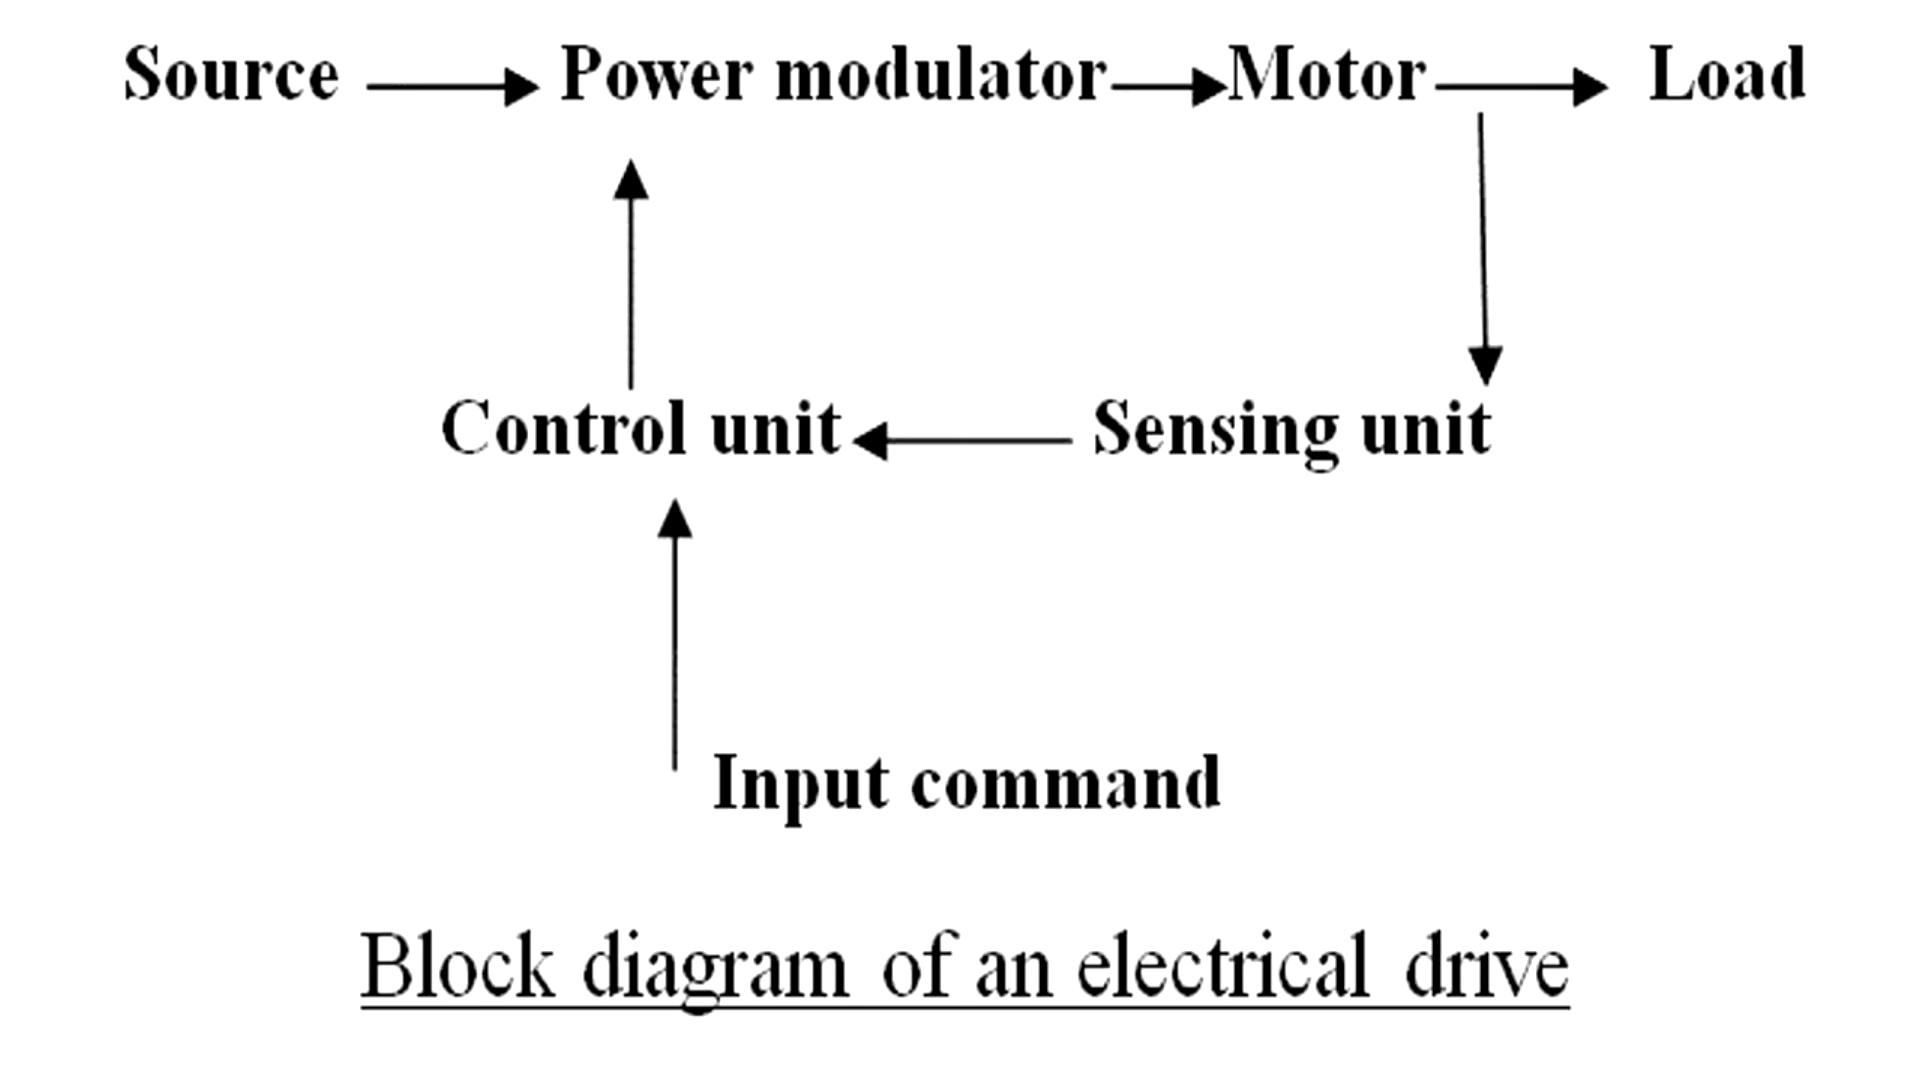 Source Power modulator Motor Load
Control unit Sensing unit
Input command
Block diagram of an electrical drive